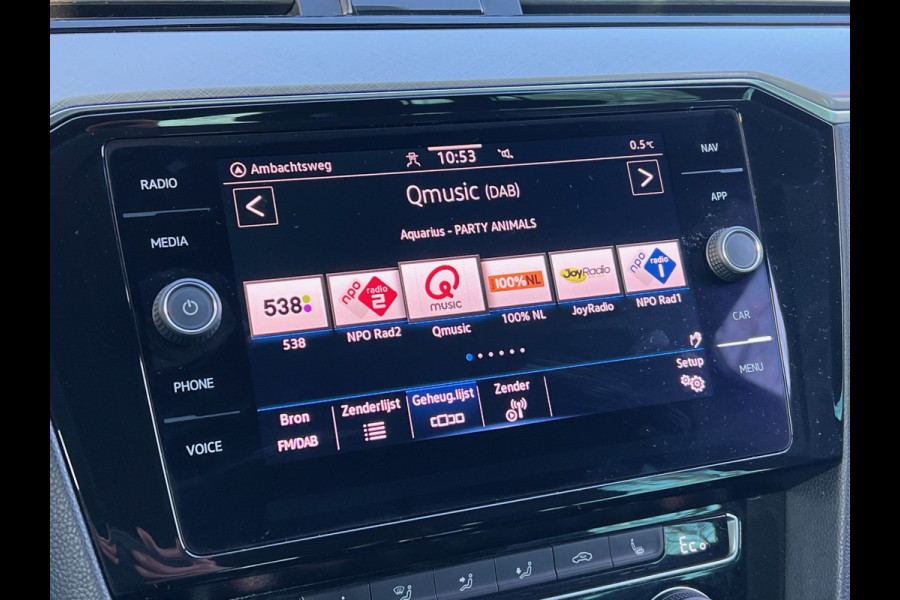 RADIO
MEDIA
PHONE
VOICE
Ambachtsweg
10:53
0.5°C
<
Qmusic (DAB)
>
Aquarius - PARTY ANIMALS
538
npo radio 2
Q MUSIC
100%NL
JoyRadio
npo radio 1
538
NPO Rad2
Qmusic
100% NL
JoyRadio
NPO Rad1
Bron
FM/DAB
Zenderlijst
Geheug.lijst
Zender
Setup
NAV
APP
CAR
MENU
Eco